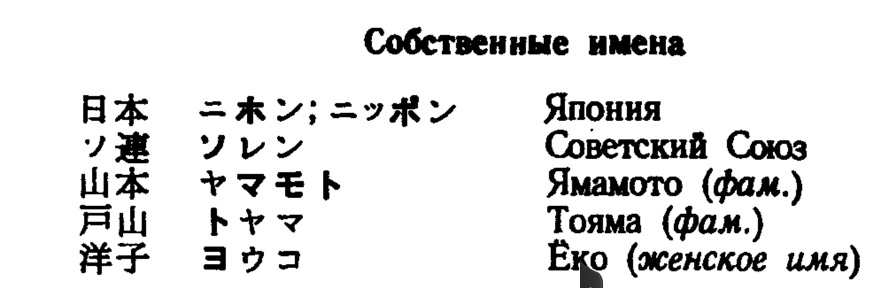 Собственные имена
日本 ニホン; ニッポン Япония
ソ連 ソレン Советский Союз
山本 ヤマモト Ямамото (фам.)
戸山 トヤマ Тояма (фам.)
洋子 ヨウコ Ёко (женское имя)